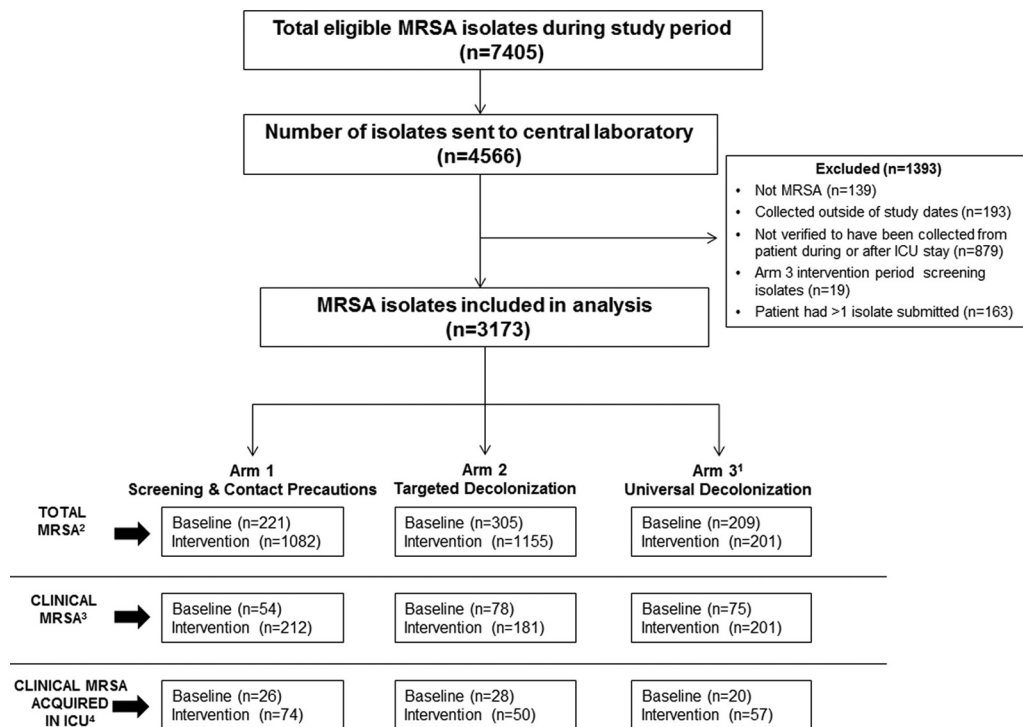 Total eligible MRSA isolates during study period
(n=7405)
Number of isolates sent to central laboratory
(n=4566)
Excluded (n=1393)
• Not MRSA (n=139)
• Collected outside of study dates (n=193)
• Not verified to have been collected from
patient during or after ICU stay (n=879)
• Arm 3 intervention period screening
isolates (n=19)
• Patient had >1 isolate submitted (n=163)
MRSA isolates included in analysis
(n=3173)
Arm 1
Screening & Contact Precautions
Arm 2
Targeted Decolonization
Arm 3¹
Universal Decolonization
TOTAL
MRSA²
Baseline (n=221)
Intervention (n=1082)
Baseline (n=305)
Intervention (n=1155)
Baseline (n=209)
Intervention (n=201)
CLINICAL
MRSA³
Baseline (n=54)
Intervention (n=212)
Baseline (n=78)
Intervention (n=181)
Baseline (n=75)
Intervention (n=201)
CLINICAL MRSA
ACQUIRED
IN ICU⁴
Baseline (n=26)
Intervention (n=74)
Baseline (n=28)
Intervention (n=50)
Baseline (n=20)
Intervention (n=57)